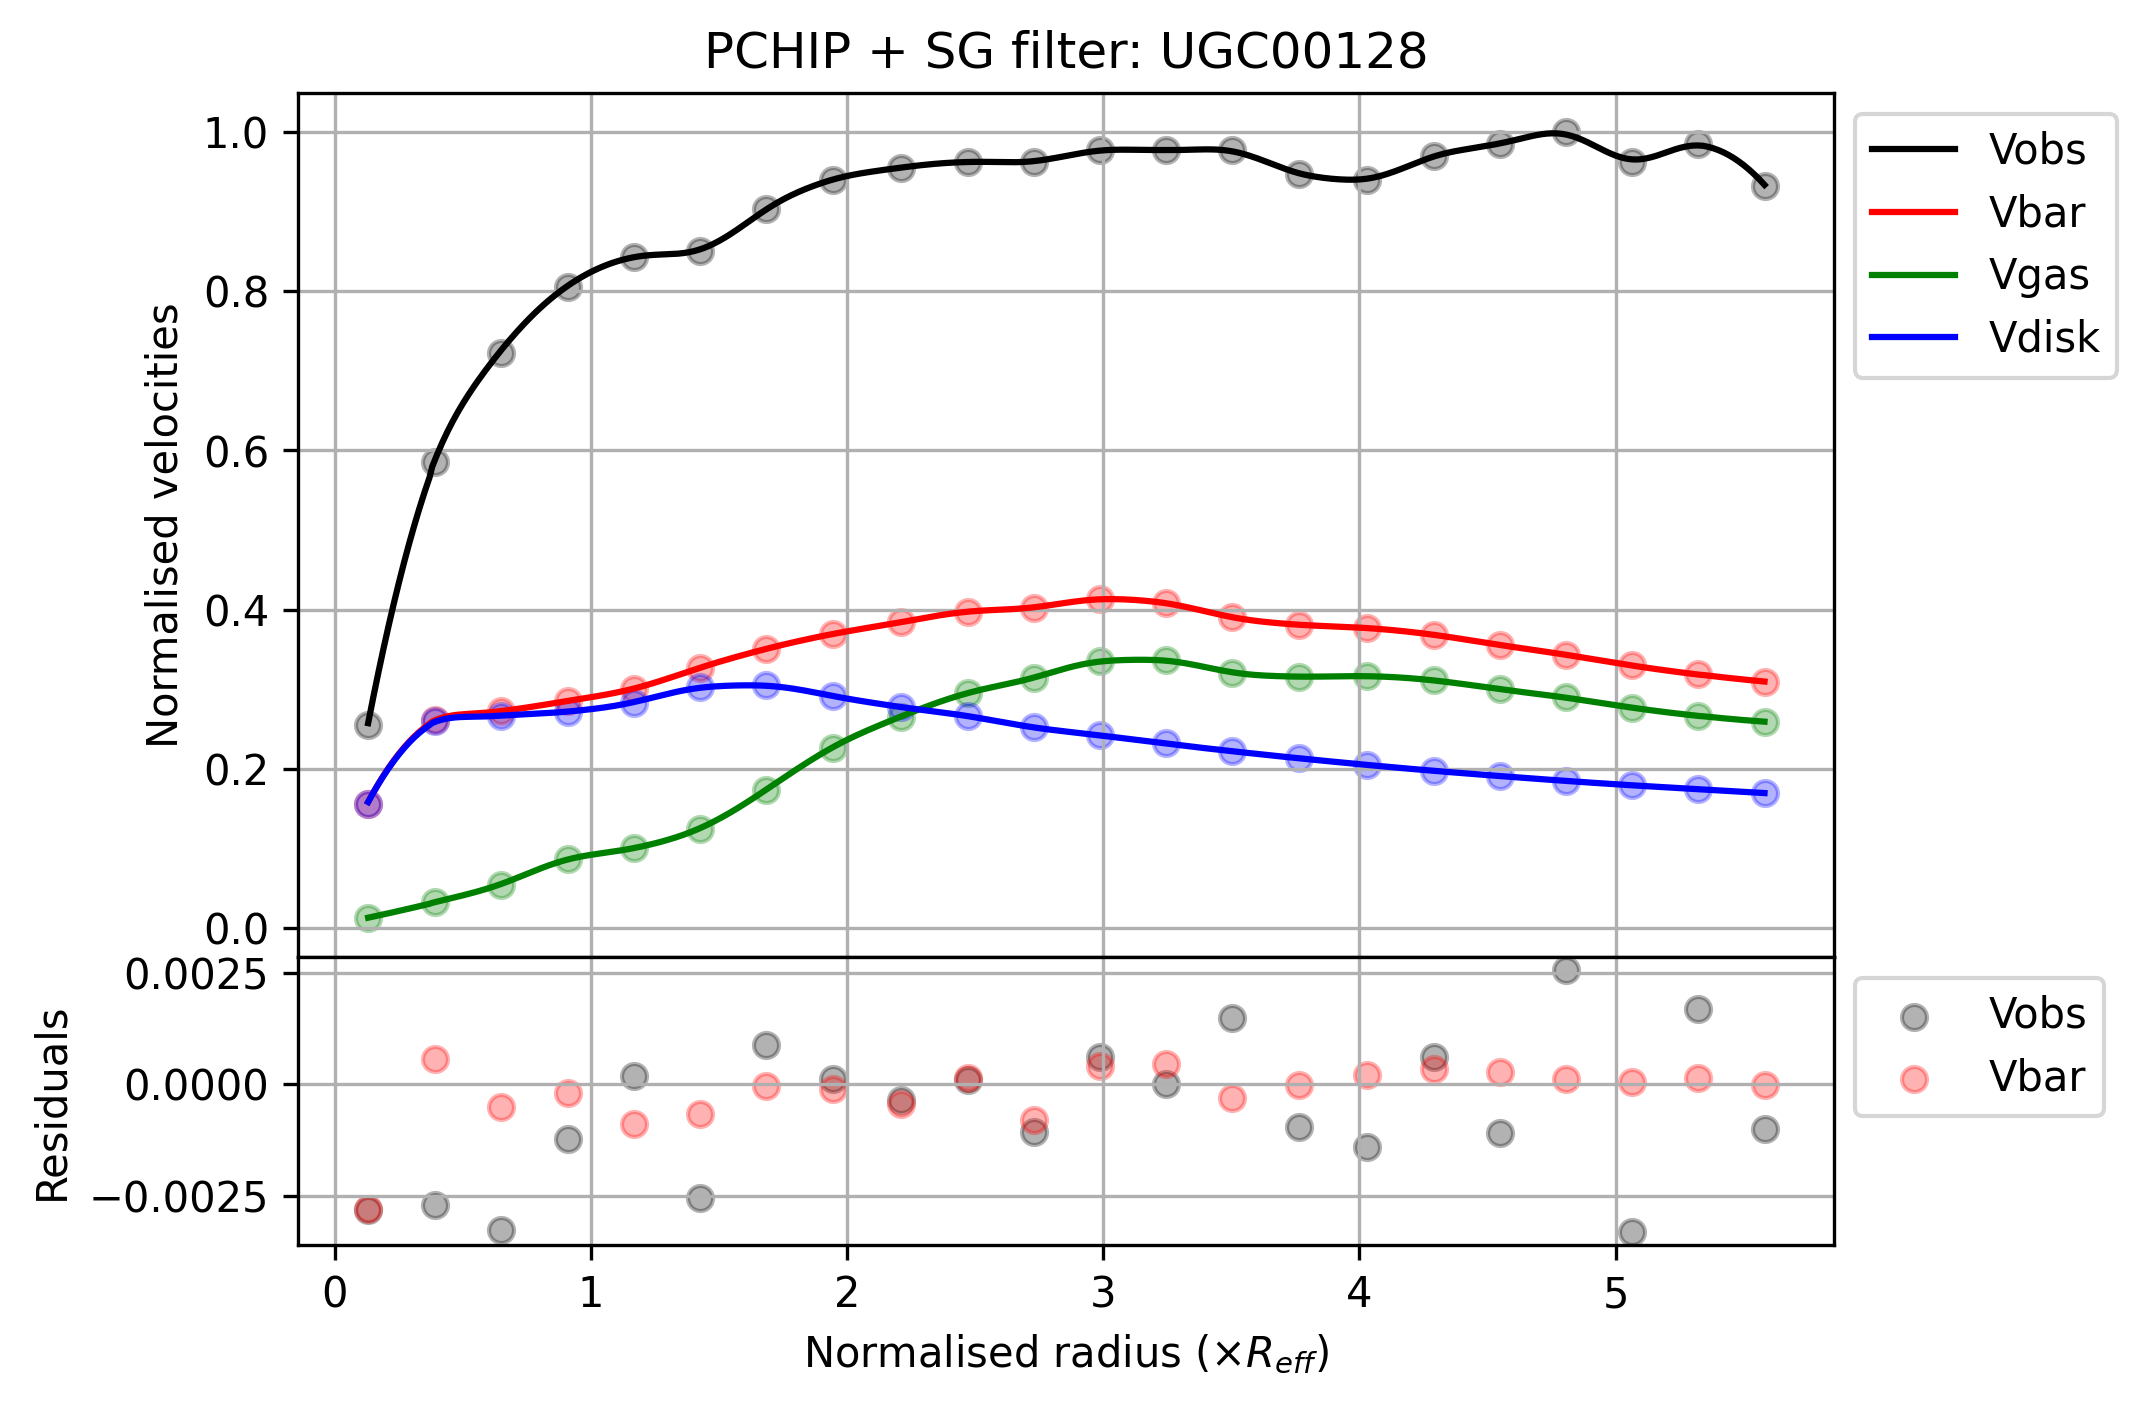 PCHIP + SG filter: UGC00128
Normalised velocities
1.0
0.8
0.6
0.4
0.2
0.0
Vobs
Vbar
Vgas
Vdisk
Residuals
0.0025
0.0000
−0.0025
Vobs
Vbar
0 1 2 3 4 5
Normalised radius (×R_eff)